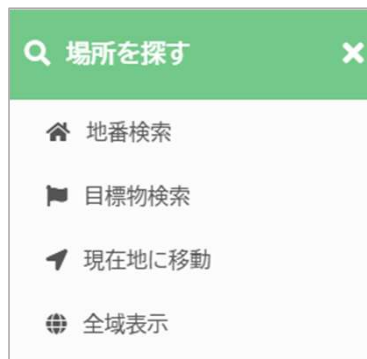 場所を探す
地番検索
目標物検索
現在地に移動
全域表示